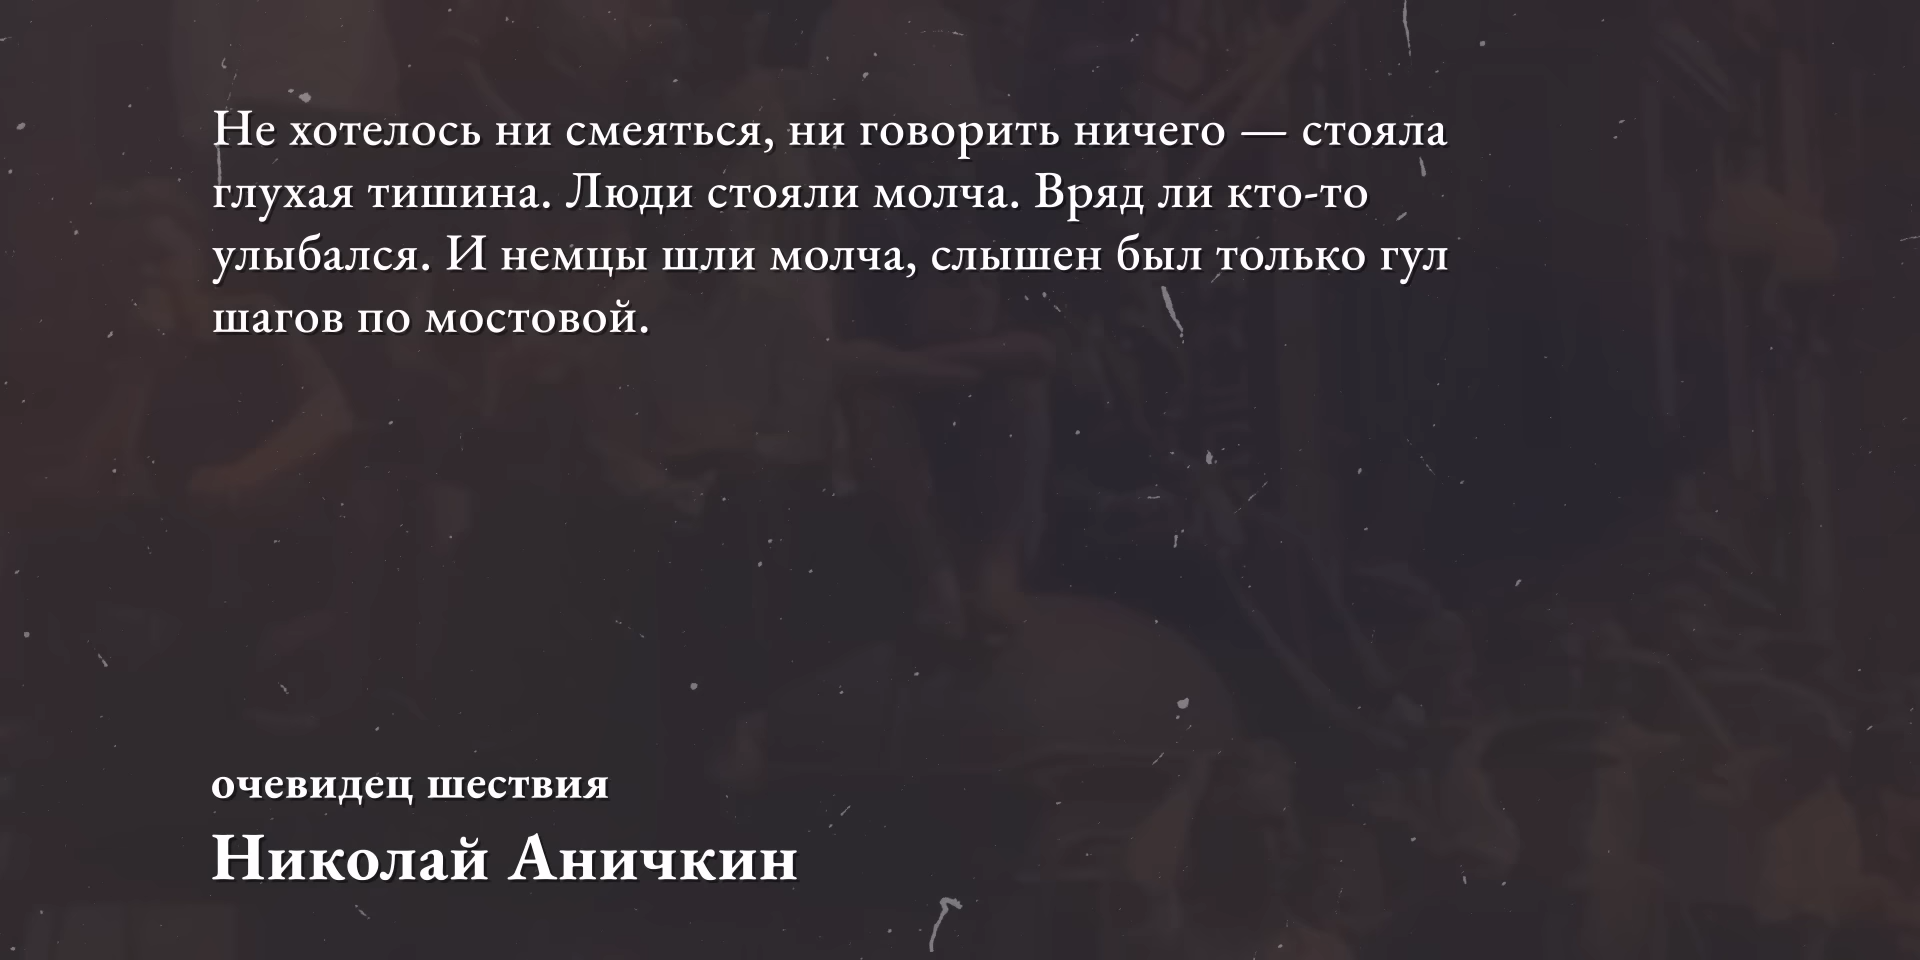 Не хотелось ни смеяться, ни говорить ничего — стояла
глухая тишина. Люди стояли молча. Вряд ли кто-то
улыбался. И немцы шли молча, слышен был только гул
шагов по мостовой.
очевидец шествия
Николай Аничкин